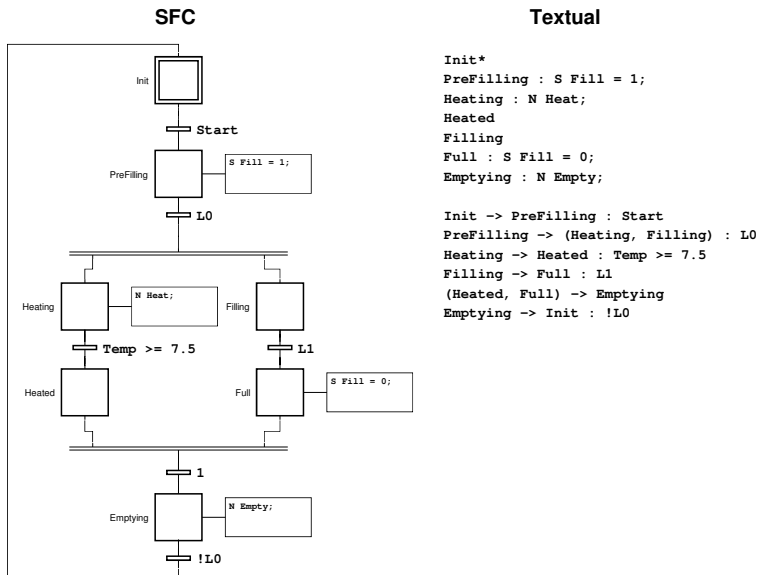 SFC
Init
Start
PreFilling
S Fill = 1;
L0
Heating
N Heat;
Filling
Temp >= 7.5
L1
Heated
Full
S Fill = 0;
1
Emptying
N Empty;
!L0
Textual
Init*
PreFilling : S Fill = 1;
Heating : N Heat;
Heated
Filling
Full : S Fill = 0;
Emptying : N Empty;
Init -> PreFilling : Start
PreFilling -> (Heating, Filling) : L0
Heating -> Heated : Temp >= 7.5
Filling -> Full : L1
(Heated, Full) -> Emptying
Emptying -> Init : !L0